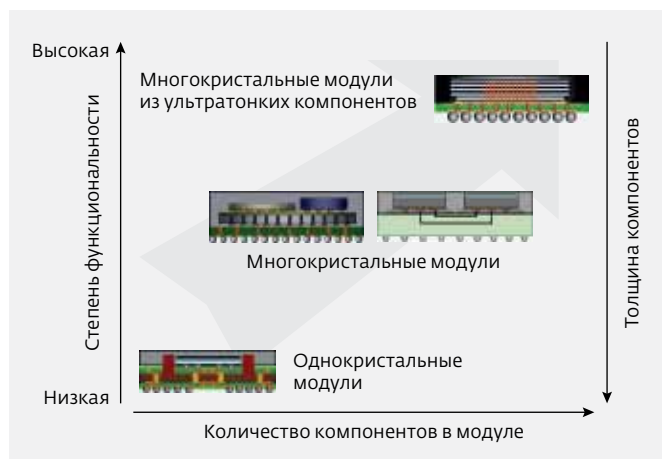 Высокая
Многокристальные модули
из ультратонких компонентов
Степень функциональности
Толщина компонентов
Многокристальные модули
Однокристальные
модули
Низкая
Количество компонентов в модуле